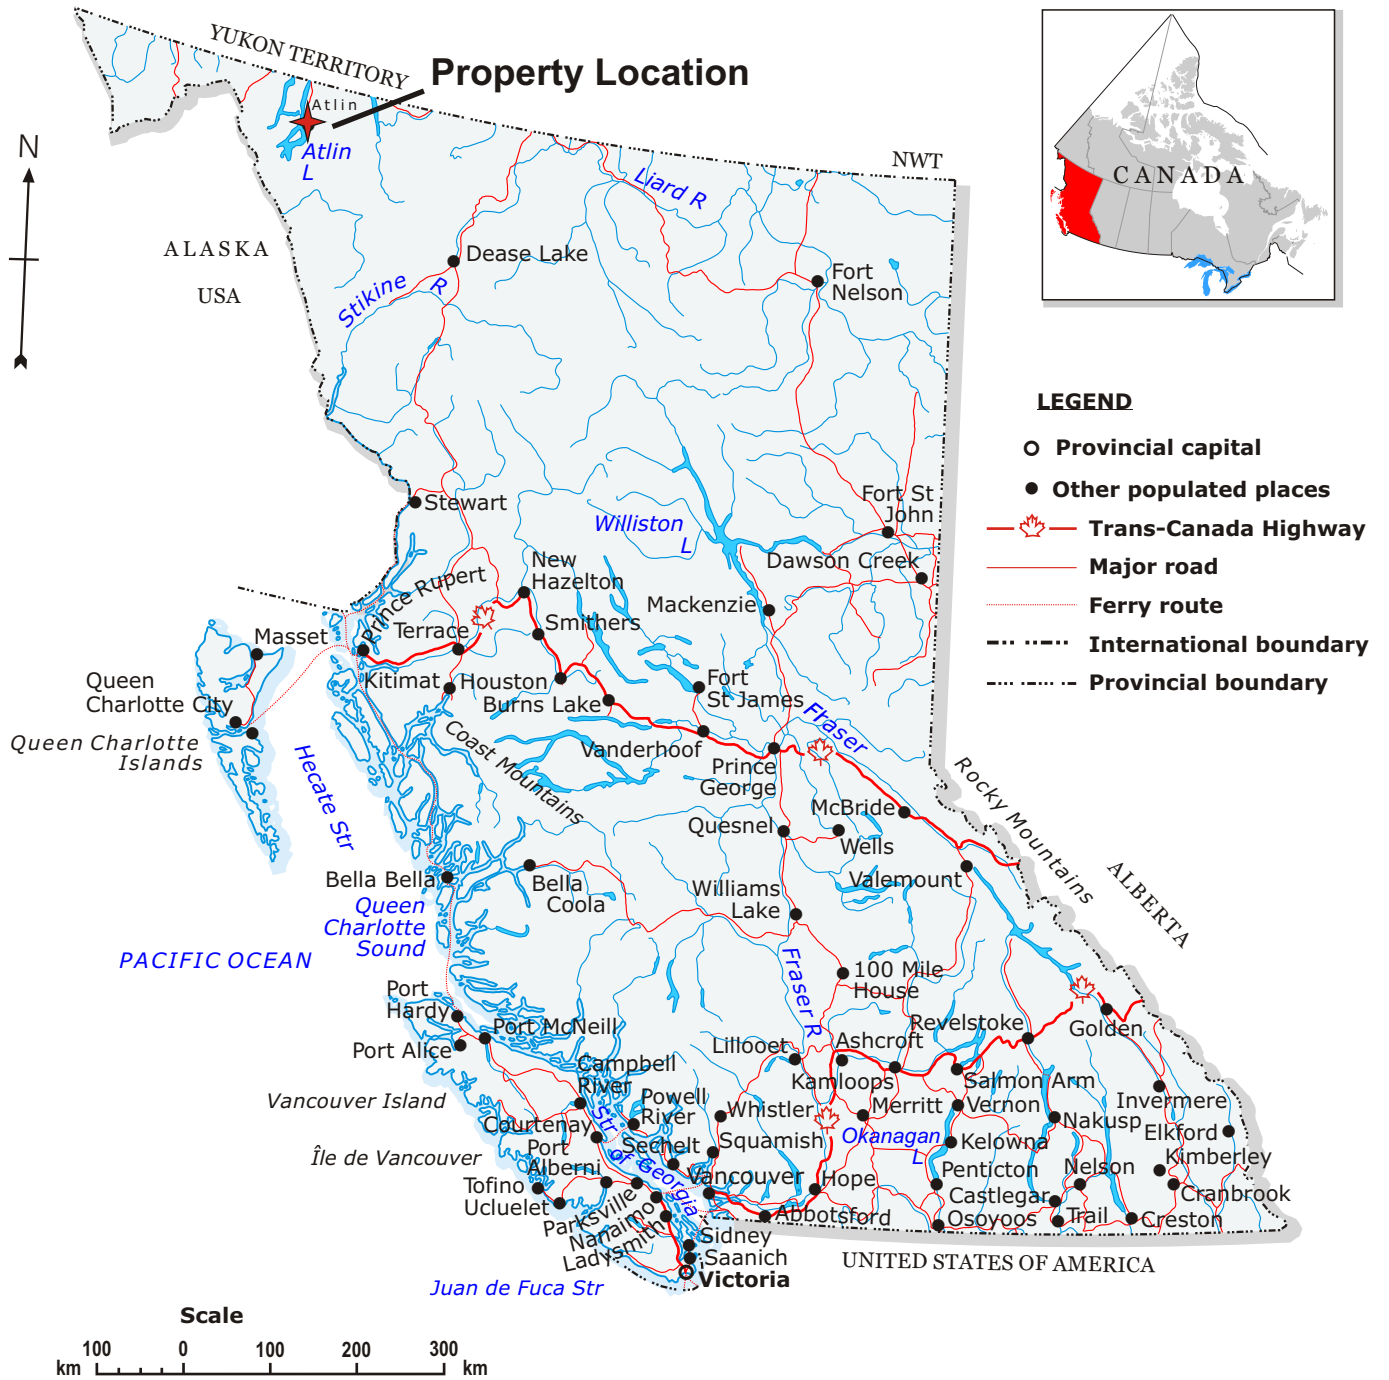 YUKON TERRITORY
Property Location
Atlin
Atlin
L
N
NWT
Liard R
CANADA
ALASKA
USA
Dease Lake
Stikine
R
Fort
Nelson
LEGEND
Provincial capital
Other populated places
Trans-Canada Highway
Major road
Ferry route
International boundary
Provincial boundary
Stewart
Williston
L
Fort St
John
Dawson Creek
New
Hazelton
Mackenzie
Prince Rupert
Smithers
Terrace
Masset
Kitimat
Houston
Queen
Charlotte City
Burns Lake
Fort
St James
Queen Charlotte
Islands
Hecate Str
Coast Mountains
Vanderhoof
Fraser
Prince
George
Rocky Mountains
McBride
Quesnel
Wells
Valemount
ALBERTA
Bella Bella
Bella
Coola
Williams
Lake
Queen
Charlotte
Sound
PACIFIC OCEAN
Fraser R
100 Mile
House
Port
Hardy
Port McNeill
Port Alice
Revelstoke
Golden
Lillooet
Ashcroft
Kamloops
Salmon Arm
Campbell
River
Vancouver Island
Powell
River
Whistler
Merritt
Vernon
Nakusp
Invermere
Courtenay
Str
of Georgia
Sechelt
Squamish
Okanagan
L
Kelowna
Elkford
Île de Vancouver
Port
Alberni
Kimberley
Tofino
Ucluelet
Vancouver
Hope
Penticton
Nelson
Castlegar
Cranbrook
Parksville
Nanaimo
Ladysmith
Abbotsford
Osoyoos
Trail
Creston
Sidney
Saanich
Victoria
UNITED STATES OF AMERICA
Juan de Fuca Str
Scale
100 0 100 200 300
km km